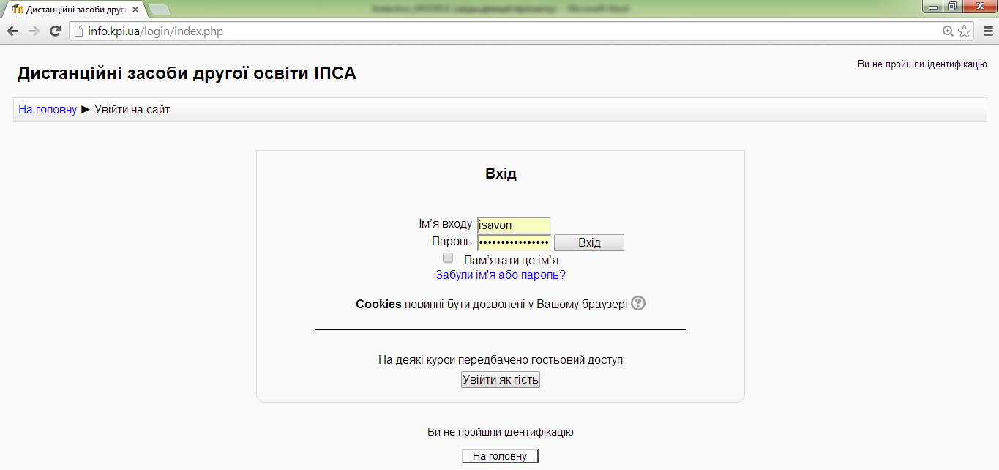 Дистанційні засоби друго
info.kpi.ua/login/index.php
Ви не пройшли ідентифікацію
Дистанційні засоби другої освіти ІПСА
На головну ► Увійти на сайт
Вхід
Ім’я входу isavon
Пароль •••••••••••••••• Вхід
Пам’ятати це ім’я
Забули ім'я або пароль?
Cookies повинні бути дозволені у Вашому браузері
На деякі курси передбачено гостьовий доступ
Увійти як гість
Ви не пройшли ідентифікацію
На головну